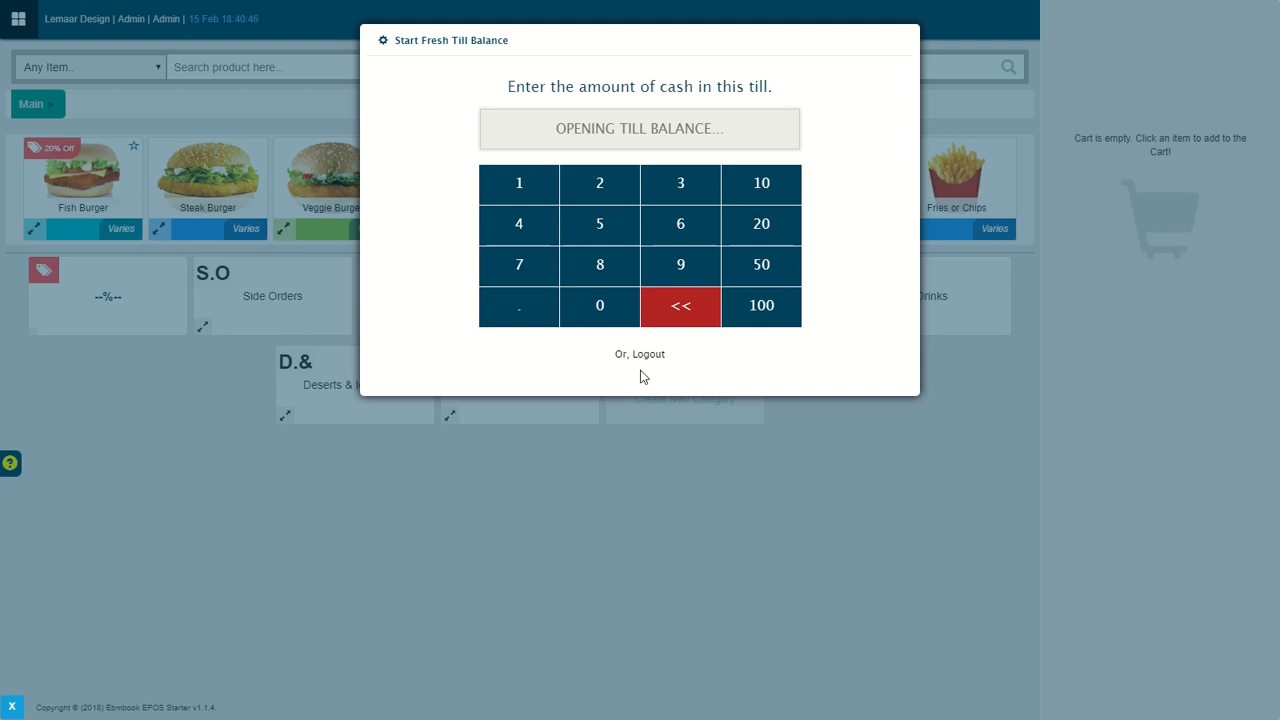 Lemaar Design | Admin | Admin | 15 Feb 18:40:46
Start Fresh Till Balance
Any Item..
Search product here...
Enter the amount of cash in this till.
OPENING TILL BALANCE...
Main »
Cart is empty. Click an item to add to the
Cart!
20% Off
Fish Burger
Steak Burger
Veggie Burge
Fries or Chips
Varies
Varies
Varies
1 2 3 10
4 5 6 20
7 8 9 50
. 0 << 100
S.O
--%--
Side Orders
Drinks
Or, Logout
D.&
Deserts &
Create New Category
?
X
Copyright © (2018) Ebmbook EPOS Starter v1.1.4.